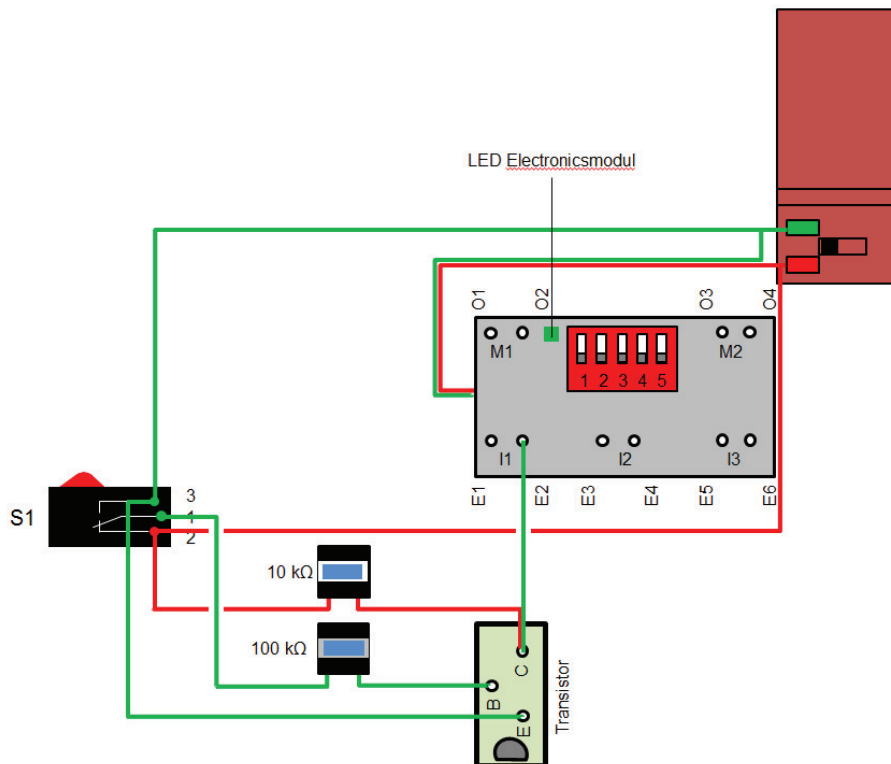 LED Electronicsmodul
O1
O2
O3
O4
M1
M2
1 2 3 4 5
I1
I2
I3
E1
E2
E3
E4
E5
E6
S1
3
1
2
10 kΩ
100 kΩ
C
B
E
Transistor